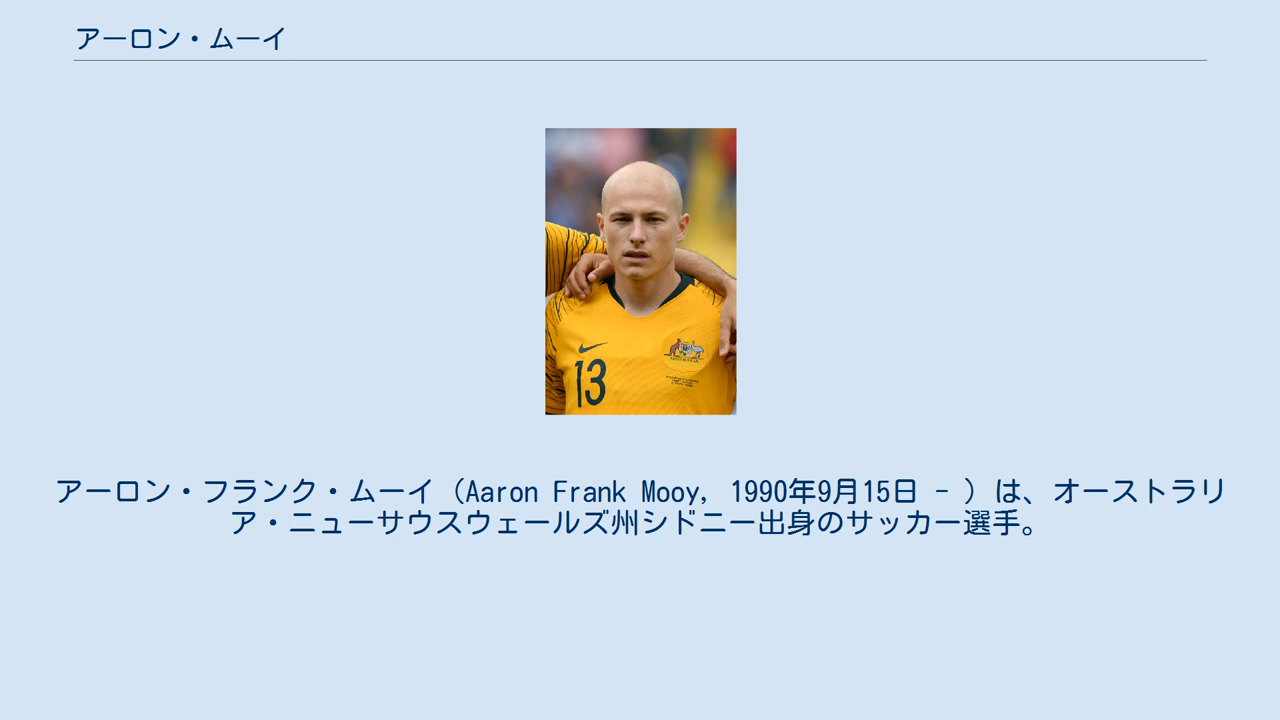 アーロン・ムーイ
13
アーロン・フランク・ムーイ（Aaron Frank Mooy, 1990年9月15日 - ）は、オーストラリ
ア・ニューサウスウェールズ州シドニー出身のサッカー選手。